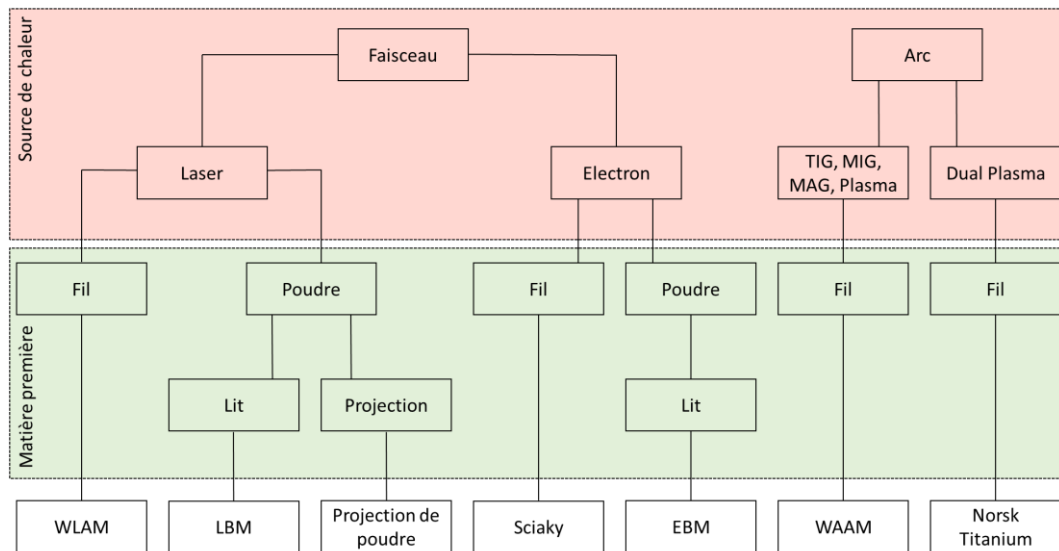 Source de chaleur
Faisceau
Arc
Laser
Electron
TIG, MIG,
MAG, Plasma
Dual Plasma
Matière première
Fil
Poudre
Fil
Poudre
Fil
Fil
Lit
Projection
Lit
WLAM
LBM
Projection de
poudre
Sciaky
EBM
WAAM
Norsk
Titanium